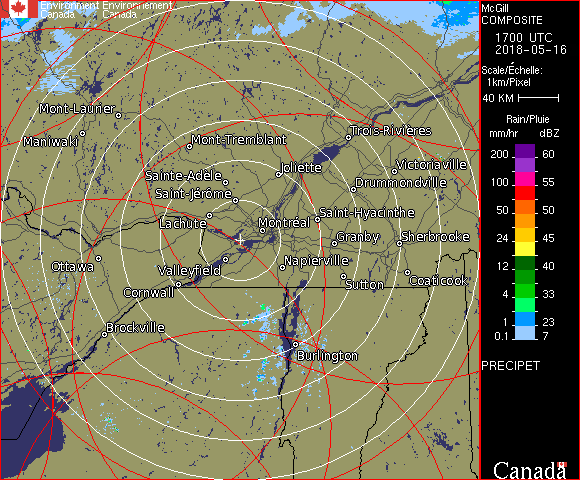 Environment Environnement
Canada Canada
McGill
COMPOSITE
1700 UTC
2018-05-16
Scale/Échelle:
1km/Pixel
40 KM
Rain/Pluie
mm/hr dBZ
200 60
100 55
50 50
24 45
12 40
4 33
1 23
0.1 7
PRECIPET
Canada
Mont-Laurier
Maniwaki
Mont-Tremblant
Trois-Rivières
Joliette
Victoriaville
Sainte-Adèle
Drummondville
Saint-Jérôme
Lachute
Montréal
Saint-Hyacinthe
Granby
Sherbrooke
Ottawa
Valleyfield
Napierville
Cornwall
Sutton
Coaticook
Brockville
Burlington